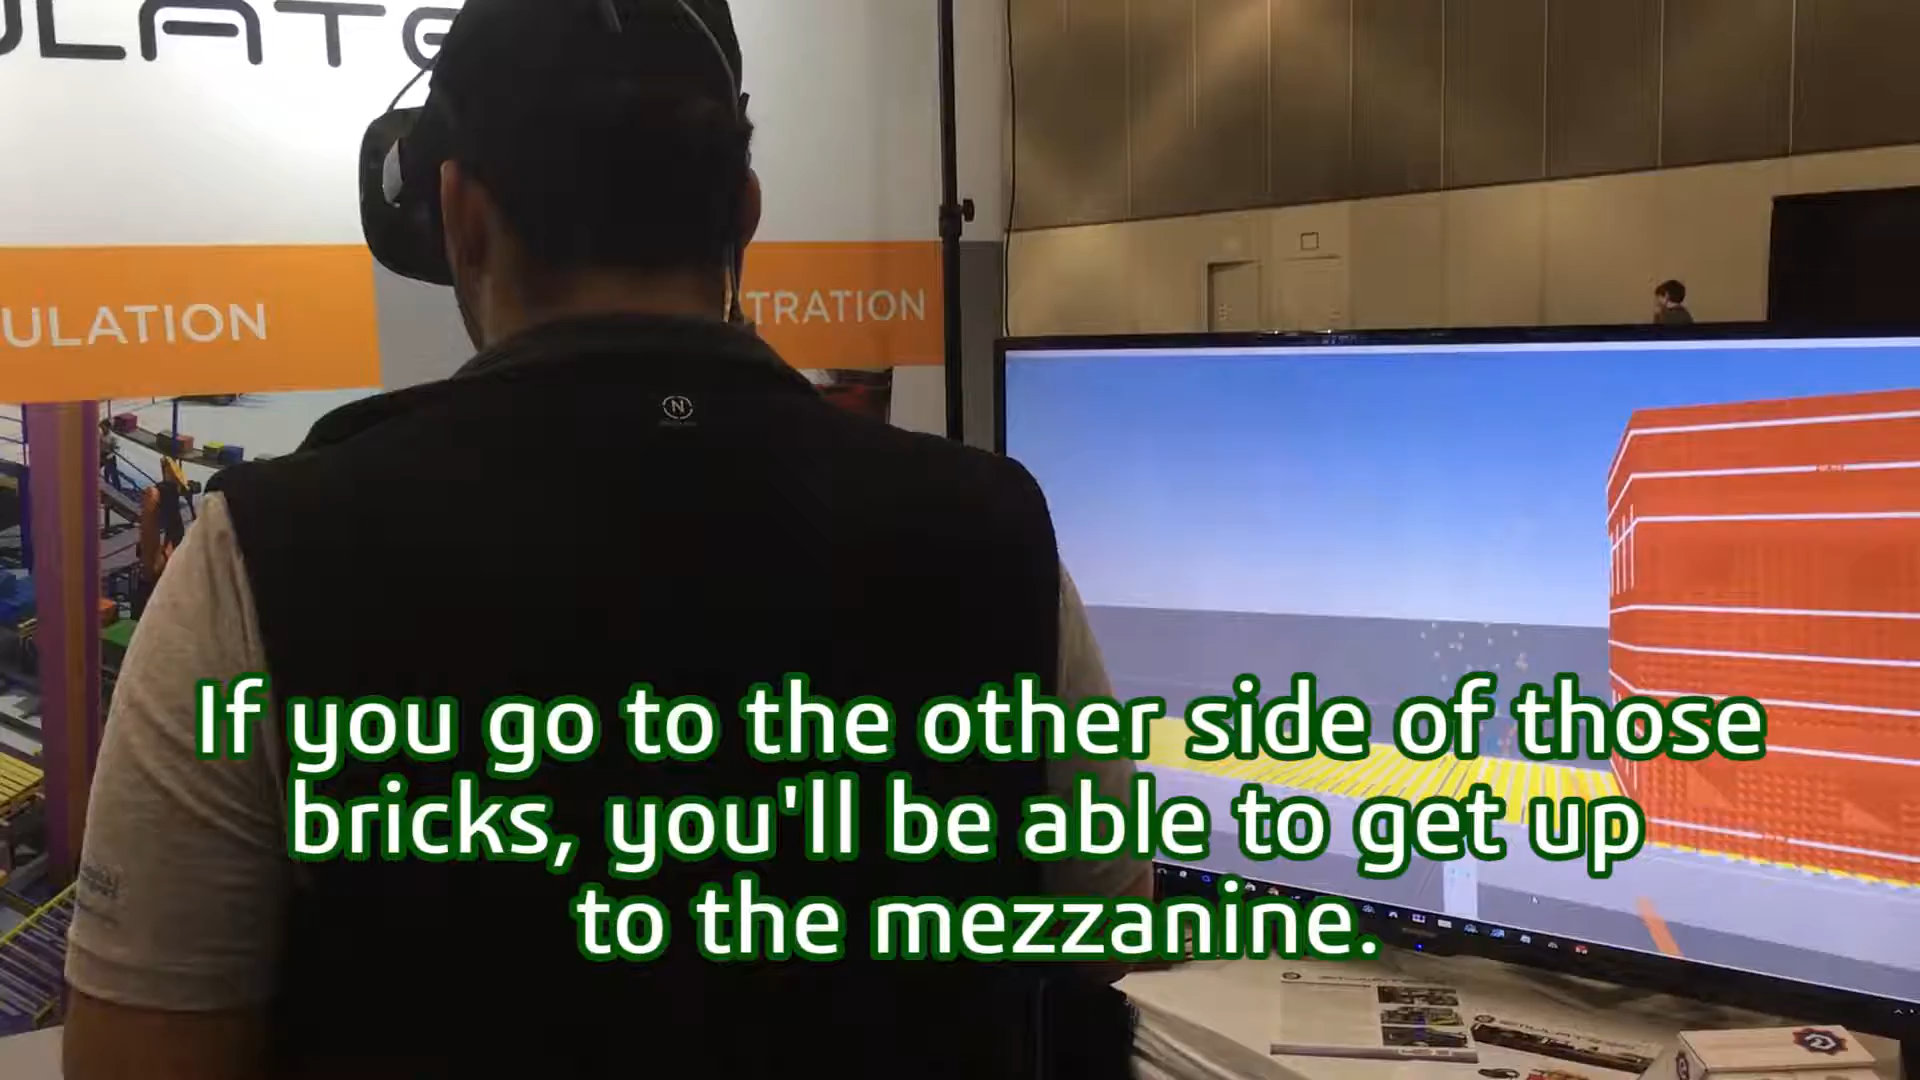 ULATE
ULATION
TRATION
N
If you go to the other side of those
bricks, you'll be able to get up
to the mezzanine.